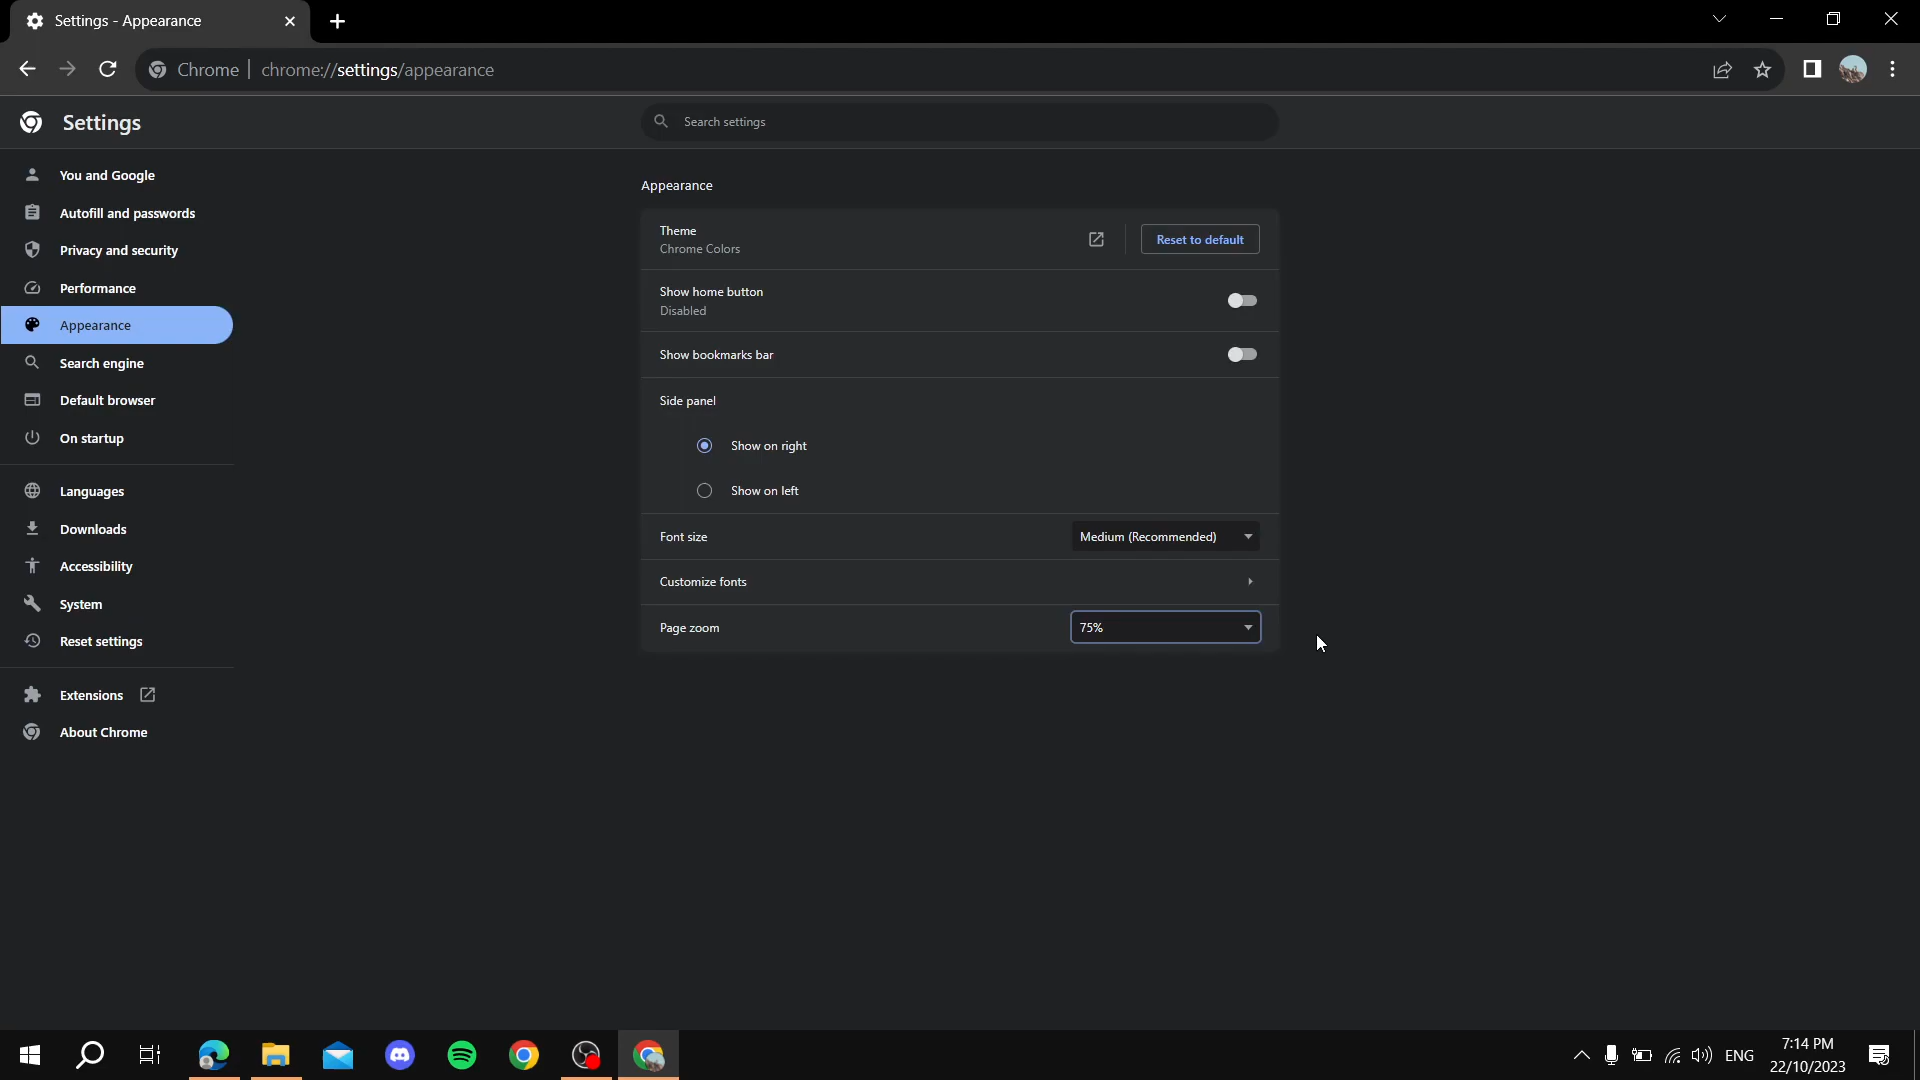 Settings - Appearance
Chrome
chrome://settings/appearance
Settings
Search settings
You and Google
Autofill and passwords
Privacy and security
Performance
Appearance
Search engine
Default browser
On startup
Languages
Downloads
Accessibility
System
Reset settings
Extensions
About Chrome
Appearance
Theme
Chrome Colors
Reset to default
Show home button
Disabled
Show bookmarks bar
Side panel
Show on right
Show on left
Font size
Medium (Recommended)
Customize fonts
Page zoom
75%
ENG
7:14 PM
22/10/2023